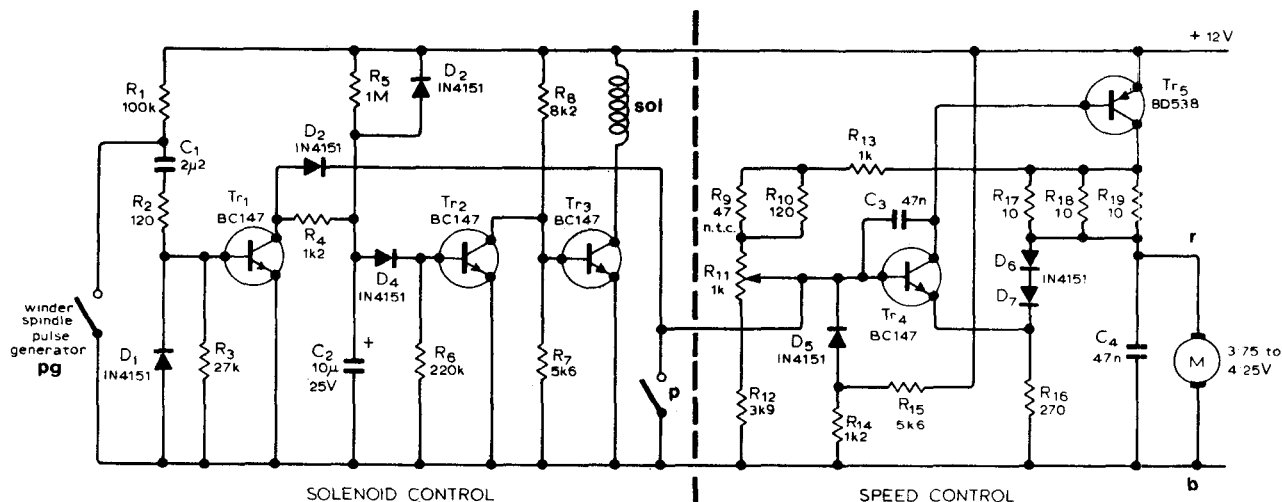 + 12V
R1
100k
C1
2µ2
R2
120
winder
spindle
pulse
generator
pg
D1
IN4151
R3
27k
Tr1
BC147
D2
IN4151
R4
1k2
R5
1M
D2
IN4151
D4
IN4151
C2
+
10µ
25V
Tr2
BC147
R6
220k
R8
8k2
sol
Tr3
BC147
R7
5k6
p
R9
47
n.t.c.
R10
120
R13
1k
R11
1k
R12
3k9
C3
47n
D5
IN4151
R14
1k2
R15
5k6
Tr4
BC147
Tr5
BD538
R17
10
R18
10
R19
10
D6
IN4151
D7
R16
270
C4
47n
r
M
3·75 to
4·25V
b
SOLENOID CONTROL
SPEED CONTROL